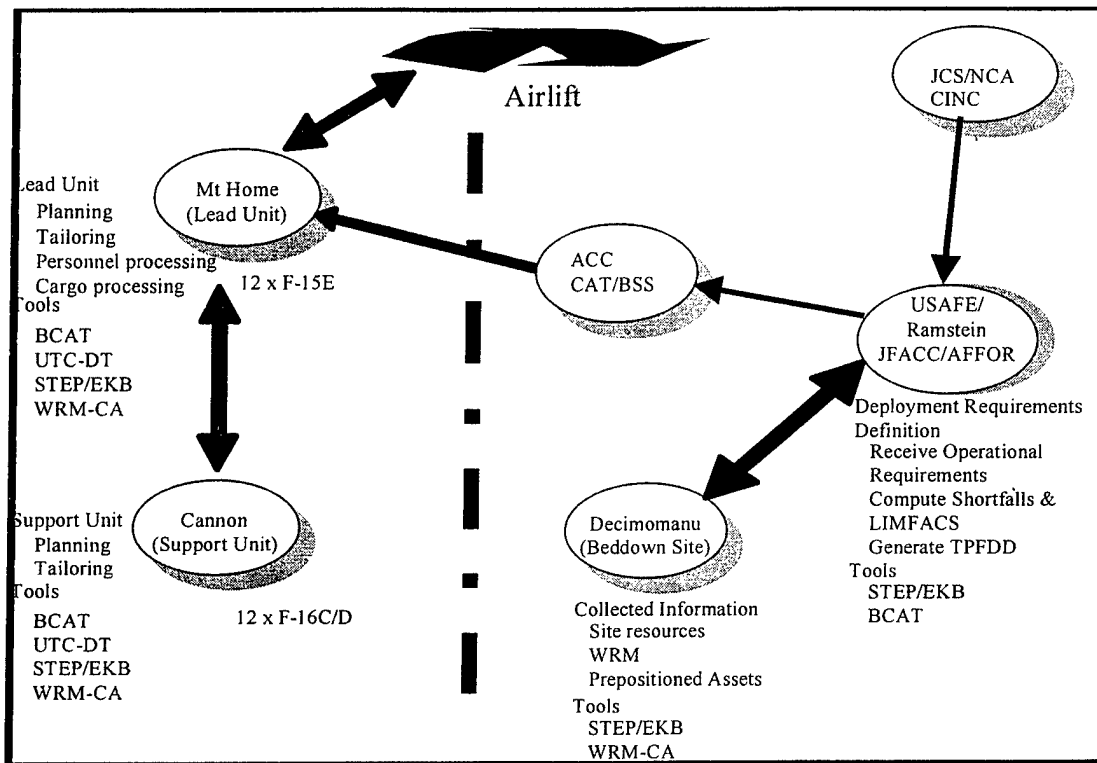 Airlift
JCS/NCA
CINC
Lead Unit
Planning
Tailoring
Personnel processing
Cargo processing
Tools
BCAT
UTC-DT
STEP/EKB
WRM-CA
Mt Home
(Lead Unit)
12 x F-15E
ACC
CAT/BSS
USAFE/
Ramstein
JFACC/AFFOR
Deployment Requirements
Definition
Receive Operational
Requirements
Compute Shortfalls &
LIMFACS
Generate TPFDD
Tools
STEP/EKB
BCAT
Support Unit
Planning
Tailoring
Tools
BCAT
UTC-DT
STEP/EKB
WRM-CA
Cannon
(Support Unit)
12 x F-16C/D
Decimomanu
(Beddown Site)
Collected Information
Site resources
WRM
Prepositioned Assets
Tools
STEP/EKB
WRM-CA